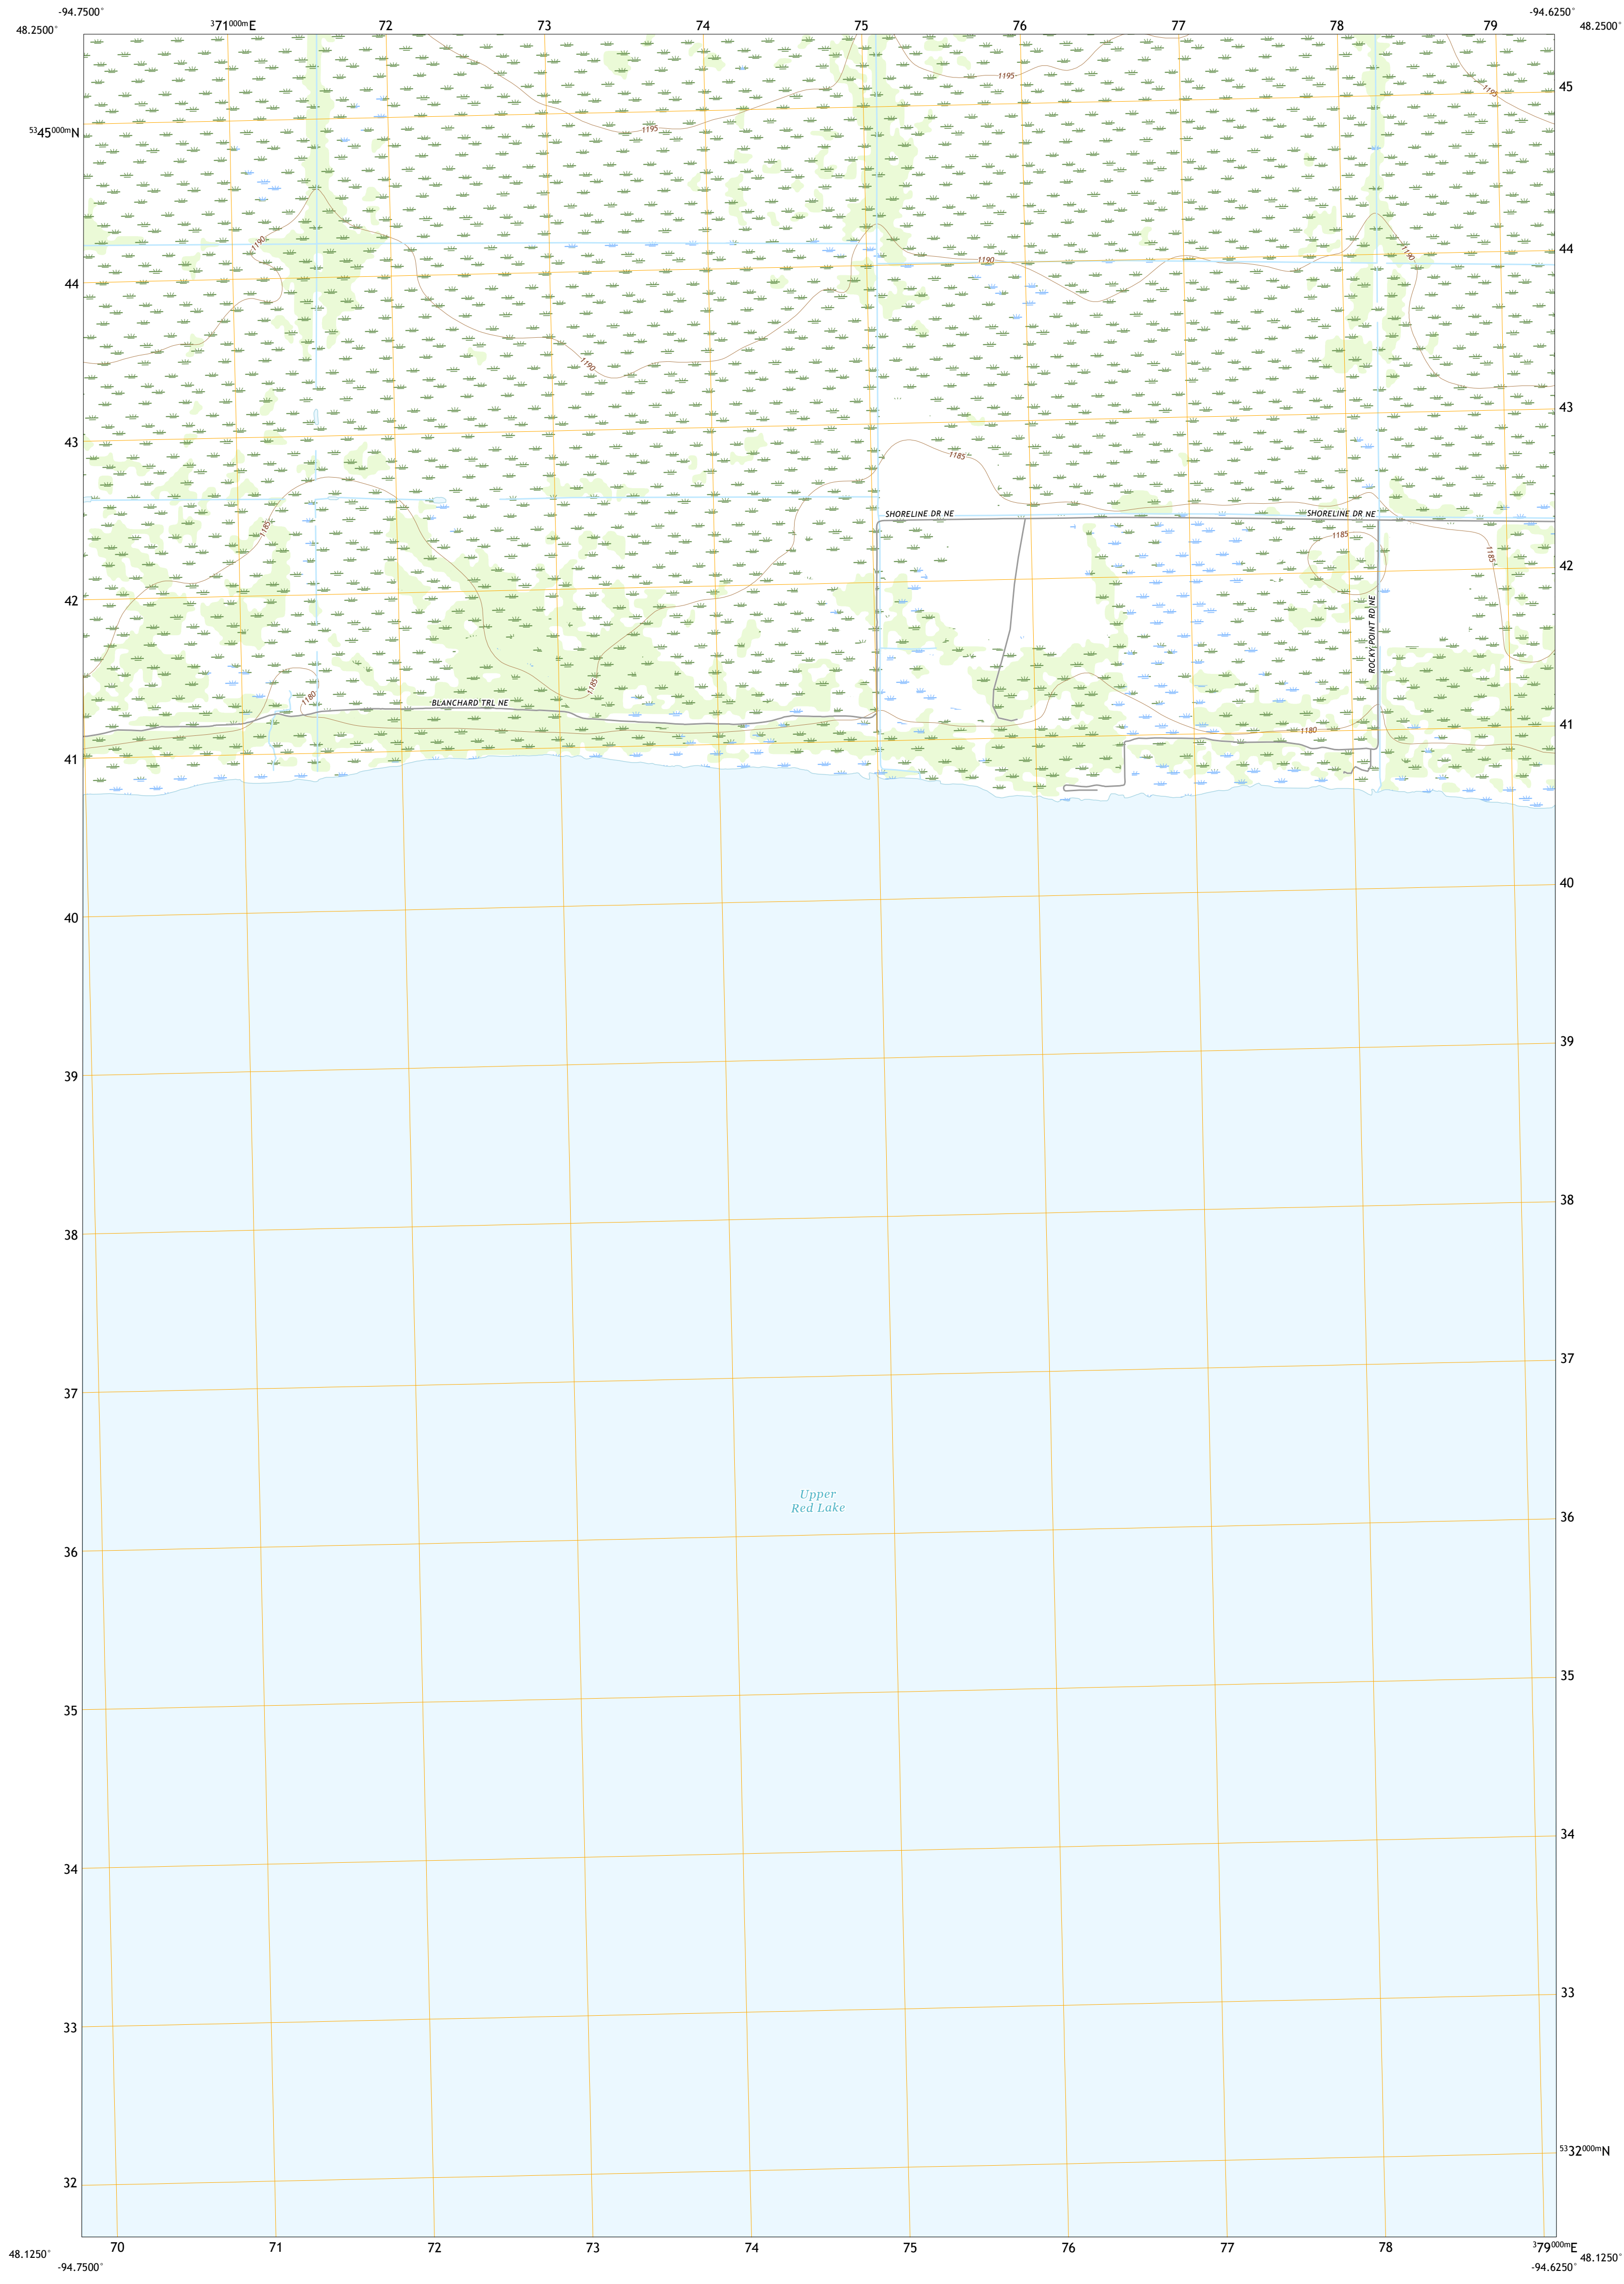 -94.7500° -94.6250°
48.2500° ³71⁰⁰⁰ᵐE 72 73 74 75 76 77 78 79 48.2500°
1195
1195 45
⁵³45⁰⁰⁰ᵐN 1195
1190 1190 1190 44
44
1190
43
43 1185
SHORELINE DR NE SHORELINE DR NE
1185 1185 1185
42
42 ROCKY POINT RD NE
1185
1180 BLANCHARD TRL NE
41
1180
41
40
40
39
39
38
38
37
37
Upper
Red Lake
36
36
35
35
34
34
33
33
⁵³32⁰⁰⁰ᵐN
32
70 71 72 73 74 75 76 77 78 ³79⁰⁰⁰ᵐE
48.1250° 48.1250°
-94.7500° -94.6250°